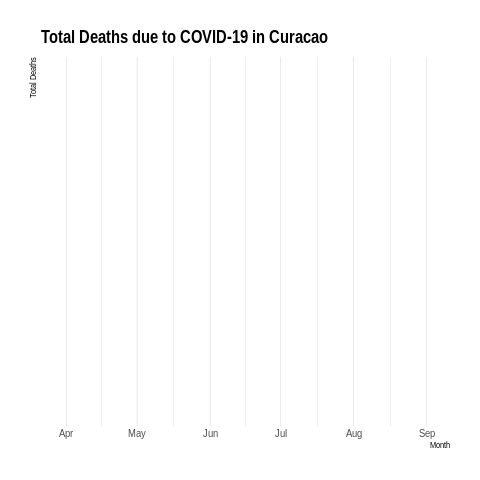 Total Deaths due to COVID-19 in Curacao
Total Deaths
Apr May Jun Jul Aug Sep
Month